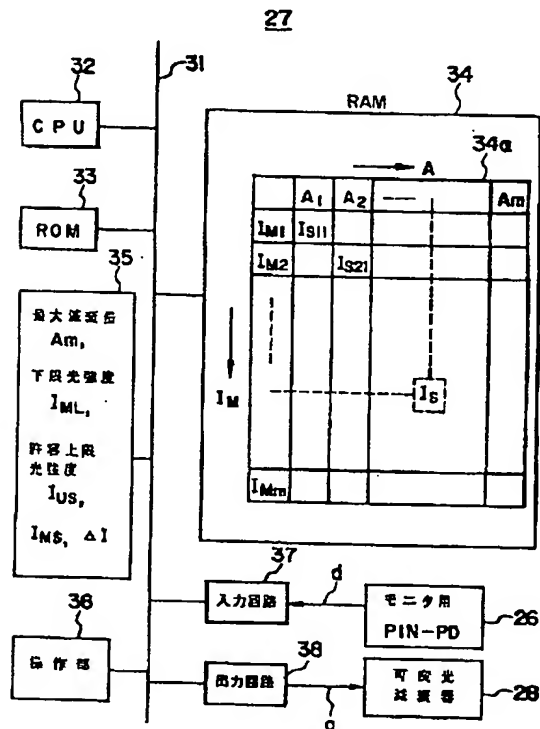 27
31
32
CPU
33
ROM
35
最大減衰量
Am,
下限光強度
IML,
許容上限
光強度
IUS,
IMS, ΔI
36
操作部
34
RAM
34a
A
A1 A2 Am
IM1 IS11
IM2 IS21
IM
IS
IMm
37
入力回路
d
モニタ用
PIN-PD
26
38
出力回路
可変光
減衰器
28